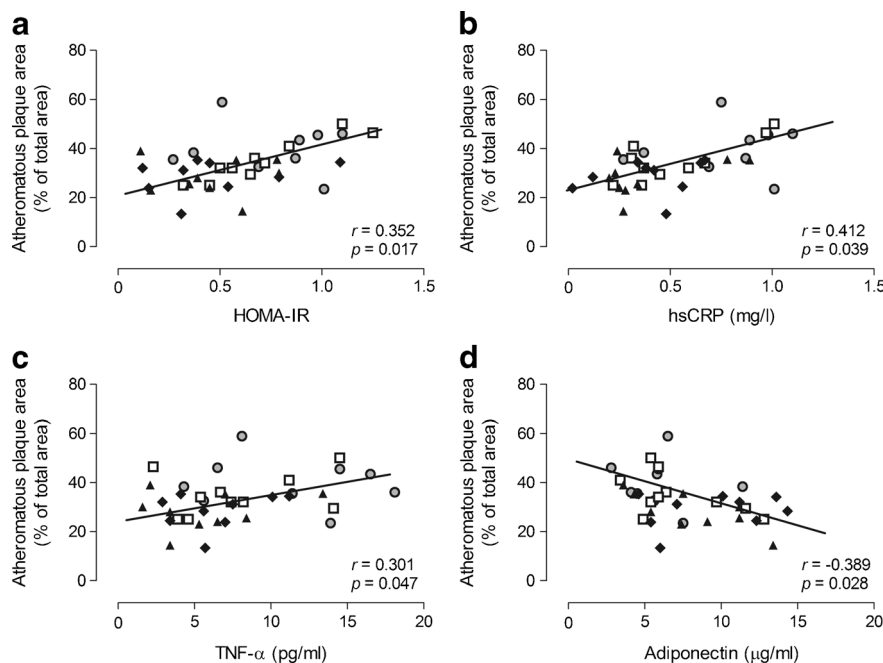 a
Atheromatous plaque area
(% of total area)
80
60
40
20
0
r = 0.352
p = 0.017
0
0.5
1.0
1.5
HOMA-IR
b
Atheromatous plaque area
(% of total area)
80
60
40
20
0
r = 0.412
p = 0.039
0
0.5
1.0
1.5
hsCRP (mg/l)
c
Atheromatous plaque area
(% of total area)
80
60
40
20
0
r = 0.301
p = 0.047
0
5
10
15
20
TNF-α (pg/ml)
d
Atheromatous plaque area
(% of total area)
80
60
40
20
0
r = -0.389
p = 0.028
0
5
10
15
20
Adiponectin (μg/ml)